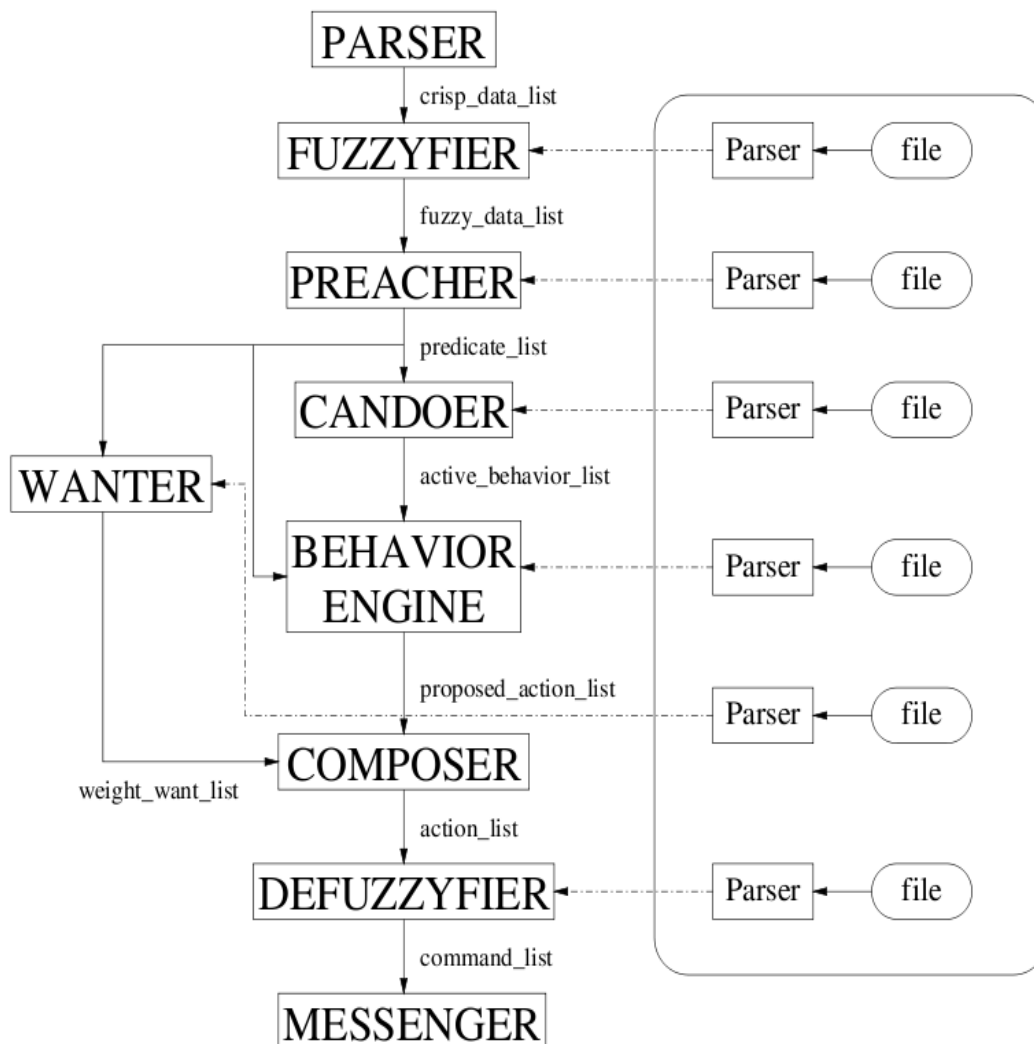 PARSER
crisp_data_list
FUZZYFIER
Parser
file
fuzzy_data_list
PREACHER
Parser
file
predicate_list
CANDOER
Parser
file
WANTER
active_behavior_list
BEHAVIOR
ENGINE
Parser
file
proposed_action_list
Parser
file
COMPOSER
weight_want_list
action_list
DEFUZZYFIER
Parser
file
command_list
MESSENGER